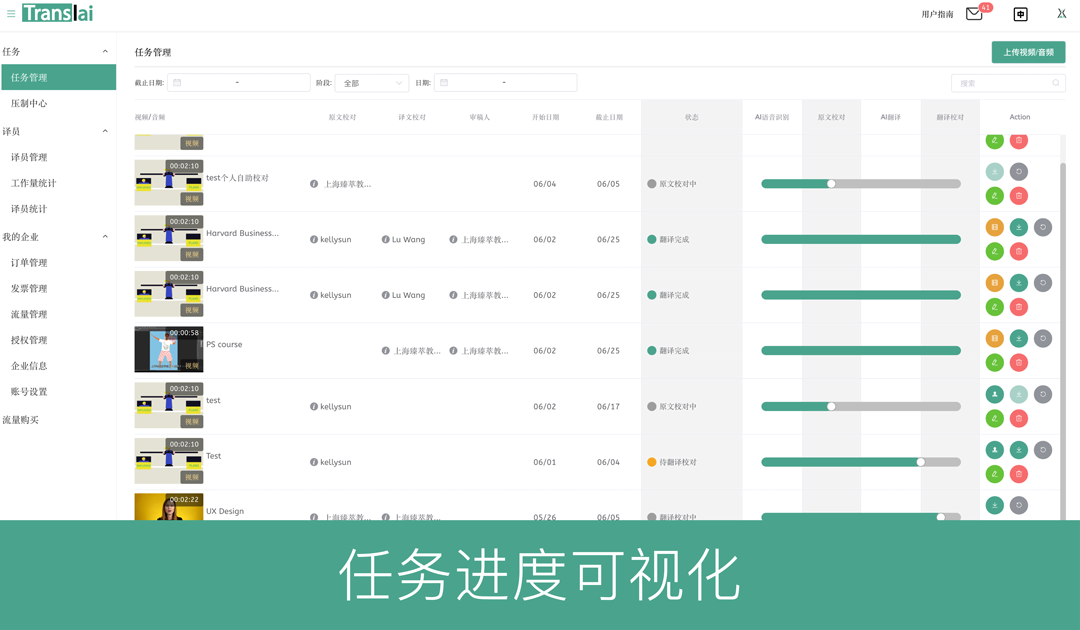 Translai
用户指南
41
中
任务
任务管理
压制中心
译员
译员管理
工作量统计
译员统计
我的企业
订单管理
发票管理
流量管理
授权管理
企业信息
账号设置
流量购买
任务管理
上传视频/音频
截止日期: - 阶段: 全部 日期: - 搜索
视频/音频 原文校对 译文校对 审稿人 开始日期 截止日期 状态 AI语音识别 原文校对 AI翻译 翻译校对 Action
视频
00:02:10 视频 test个人自助校对 上海臻萃教... 06/04 06/05 原文校对中
00:02:10 视频 Harvard Business... kellysun Lu Wang 上海臻萃教... 06/02 06/25 翻译完成
00:02:10 视频 Harvard Business... kellysun Lu Wang 上海臻萃教... 06/02 06/25 翻译完成
00:00:58 视频 PS course 上海臻萃教... 上海臻萃教... 06/02 06/25 翻译完成
00:02:10 视频 test kellysun 06/02 06/17 原文校对中
00:02:10 视频 Test kellysun 06/01 06/04 待翻译校对
00:02:22 UX Design 上海臻萃教... 上海臻萃教... 05/26 06/05 翻译校对中
任务进度可视化